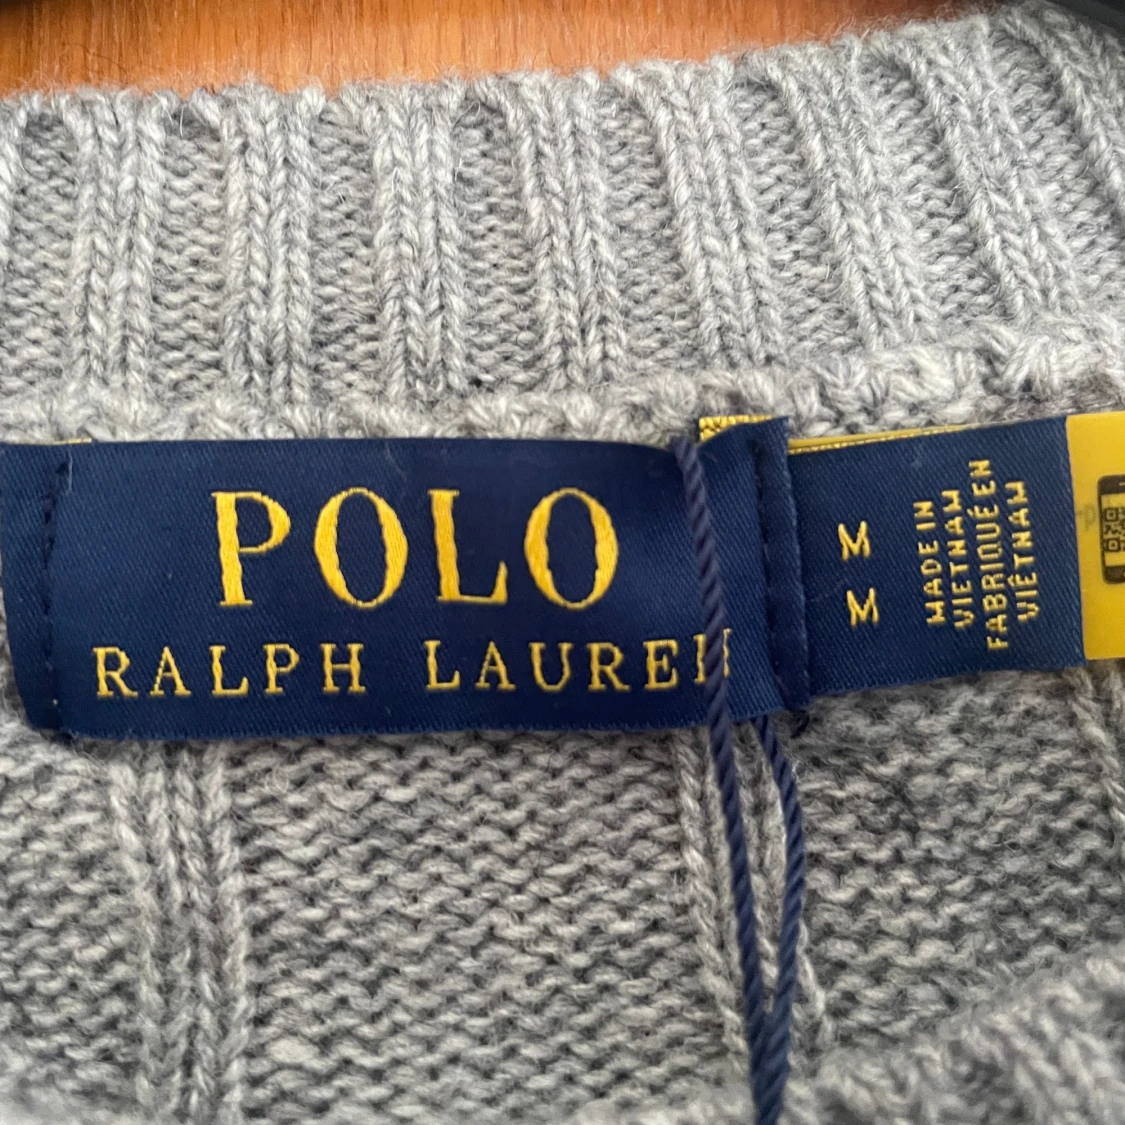 POLO
RALPH LAUREN
M
M
MADE IN
VIETNAM
FABRIQUÉ EN
VIÊTNAM